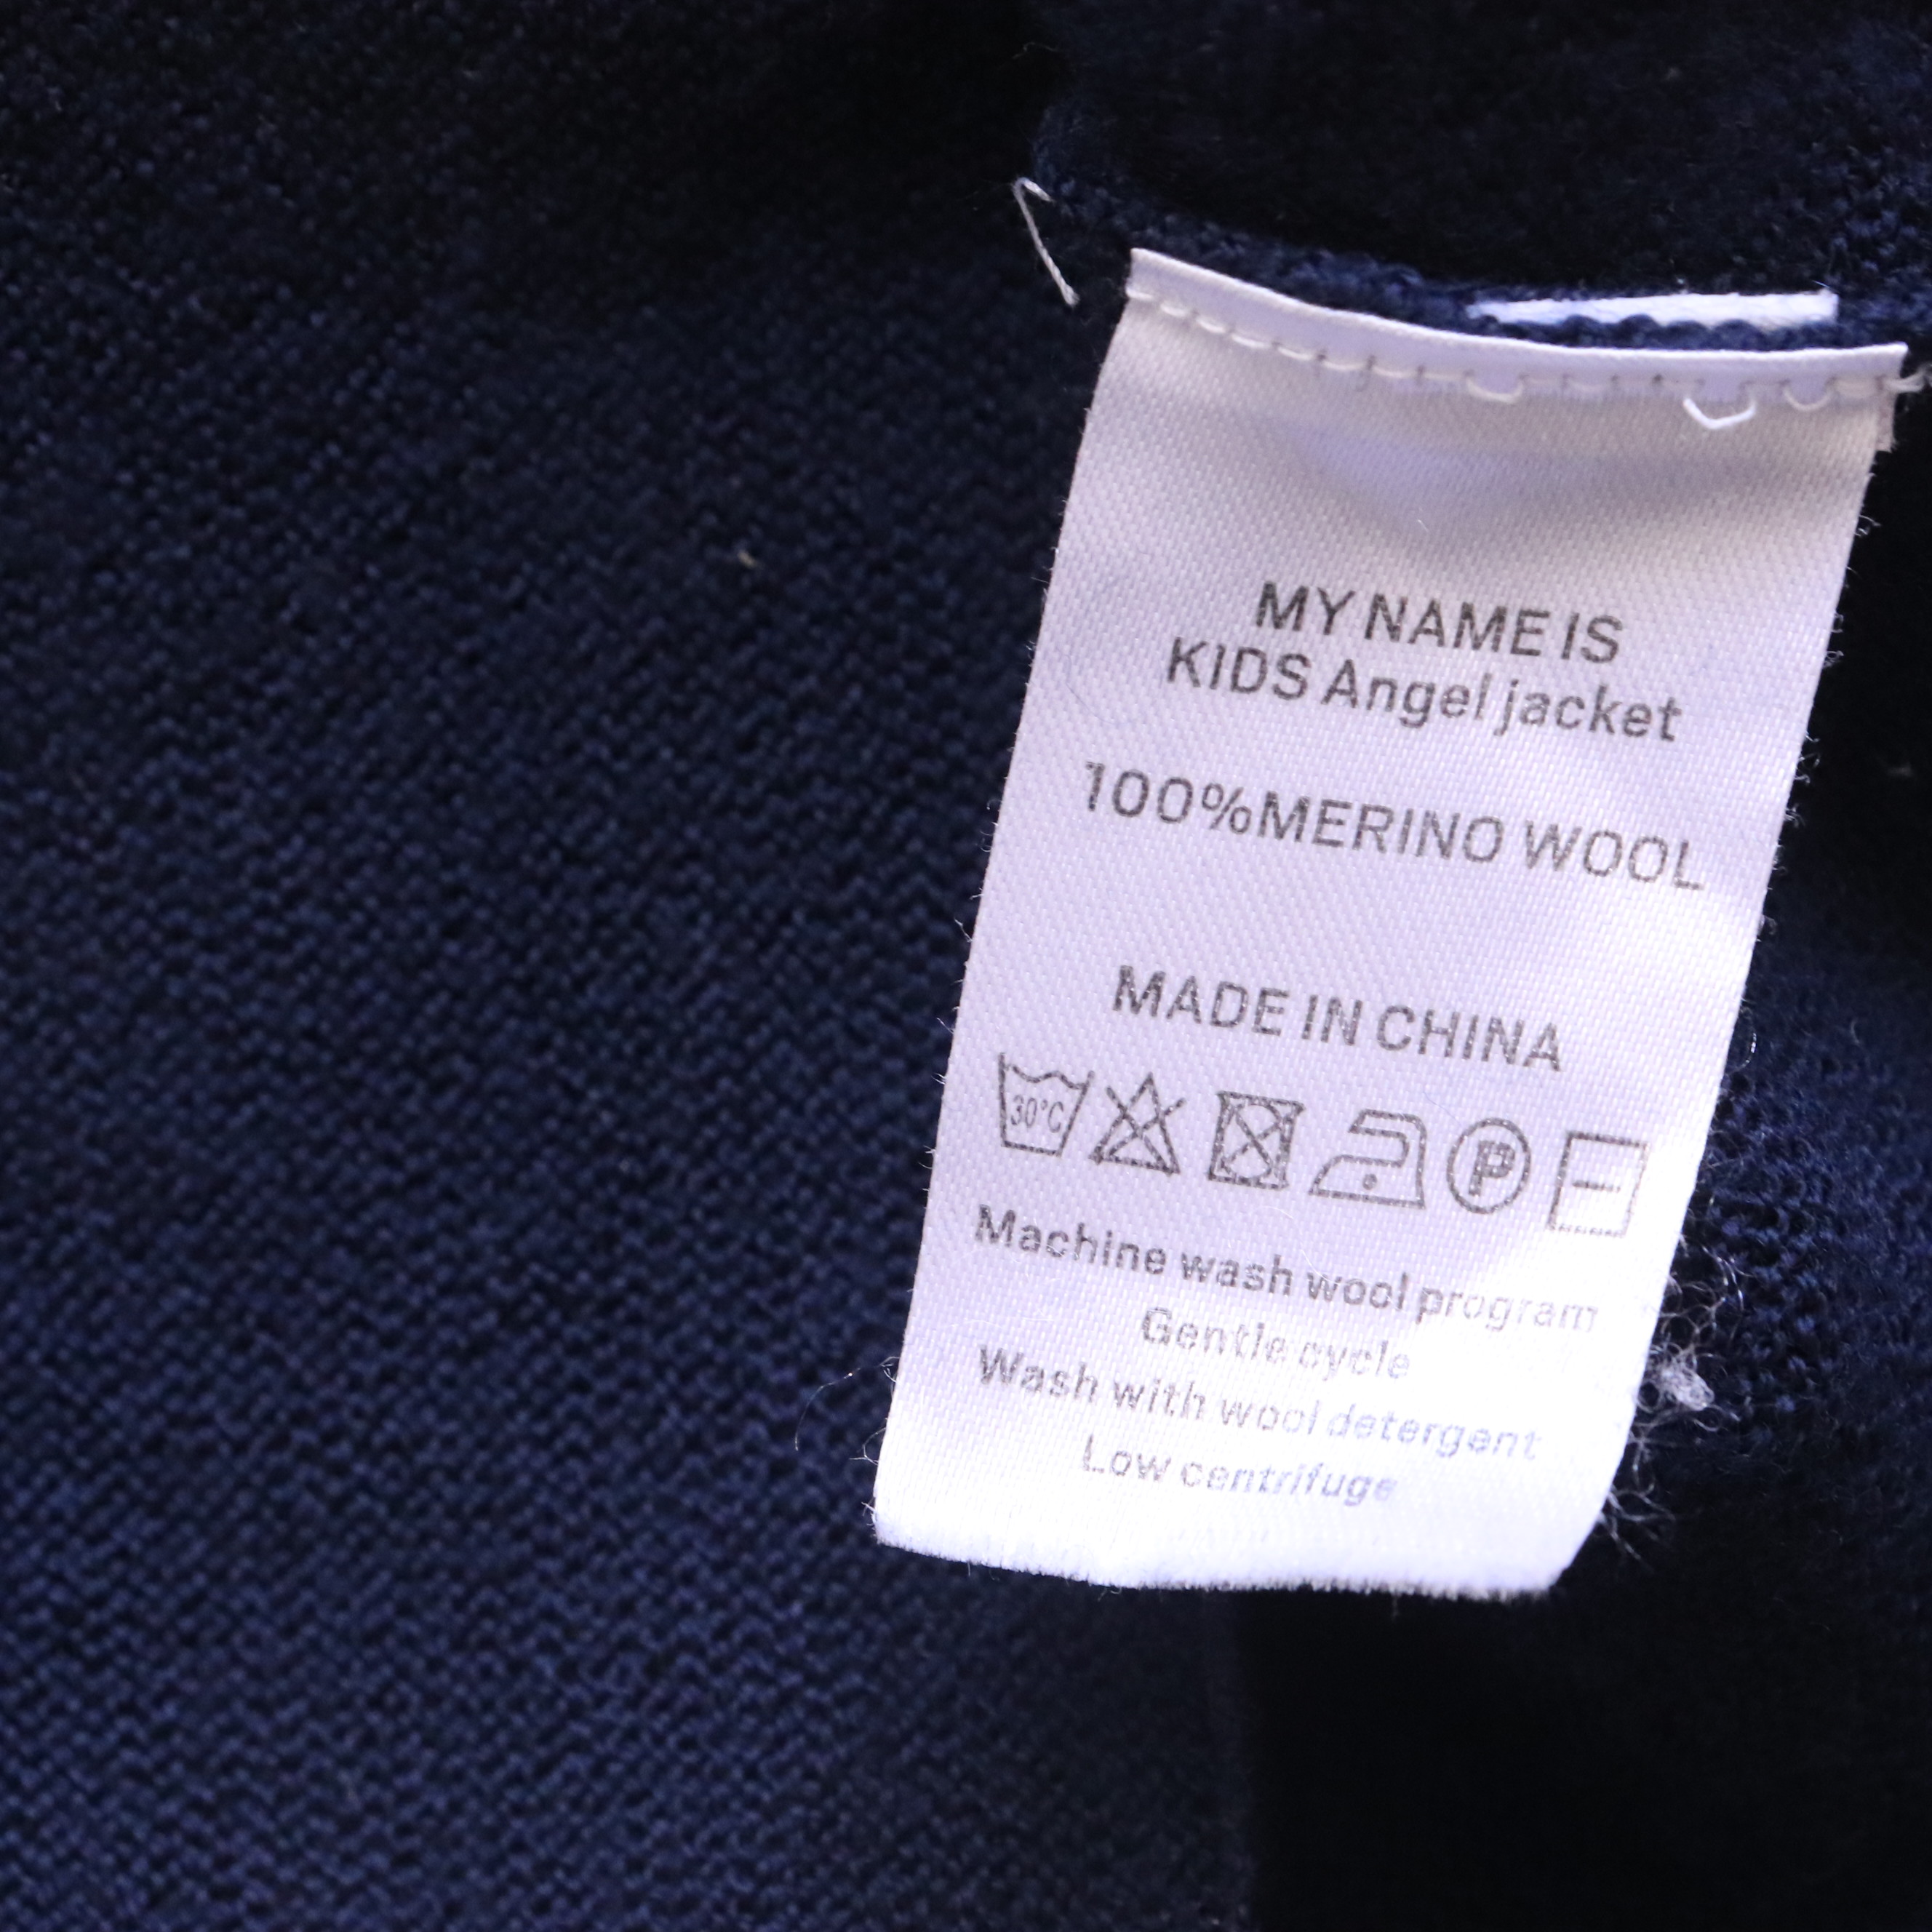 MY NAME IS
KIDS Angel jacket
100%MERINO WOOL
MADE IN CHINA
30°C P
Machine wash wool program
Gentle cycle
Wash with wool detergent
Low centrifuge